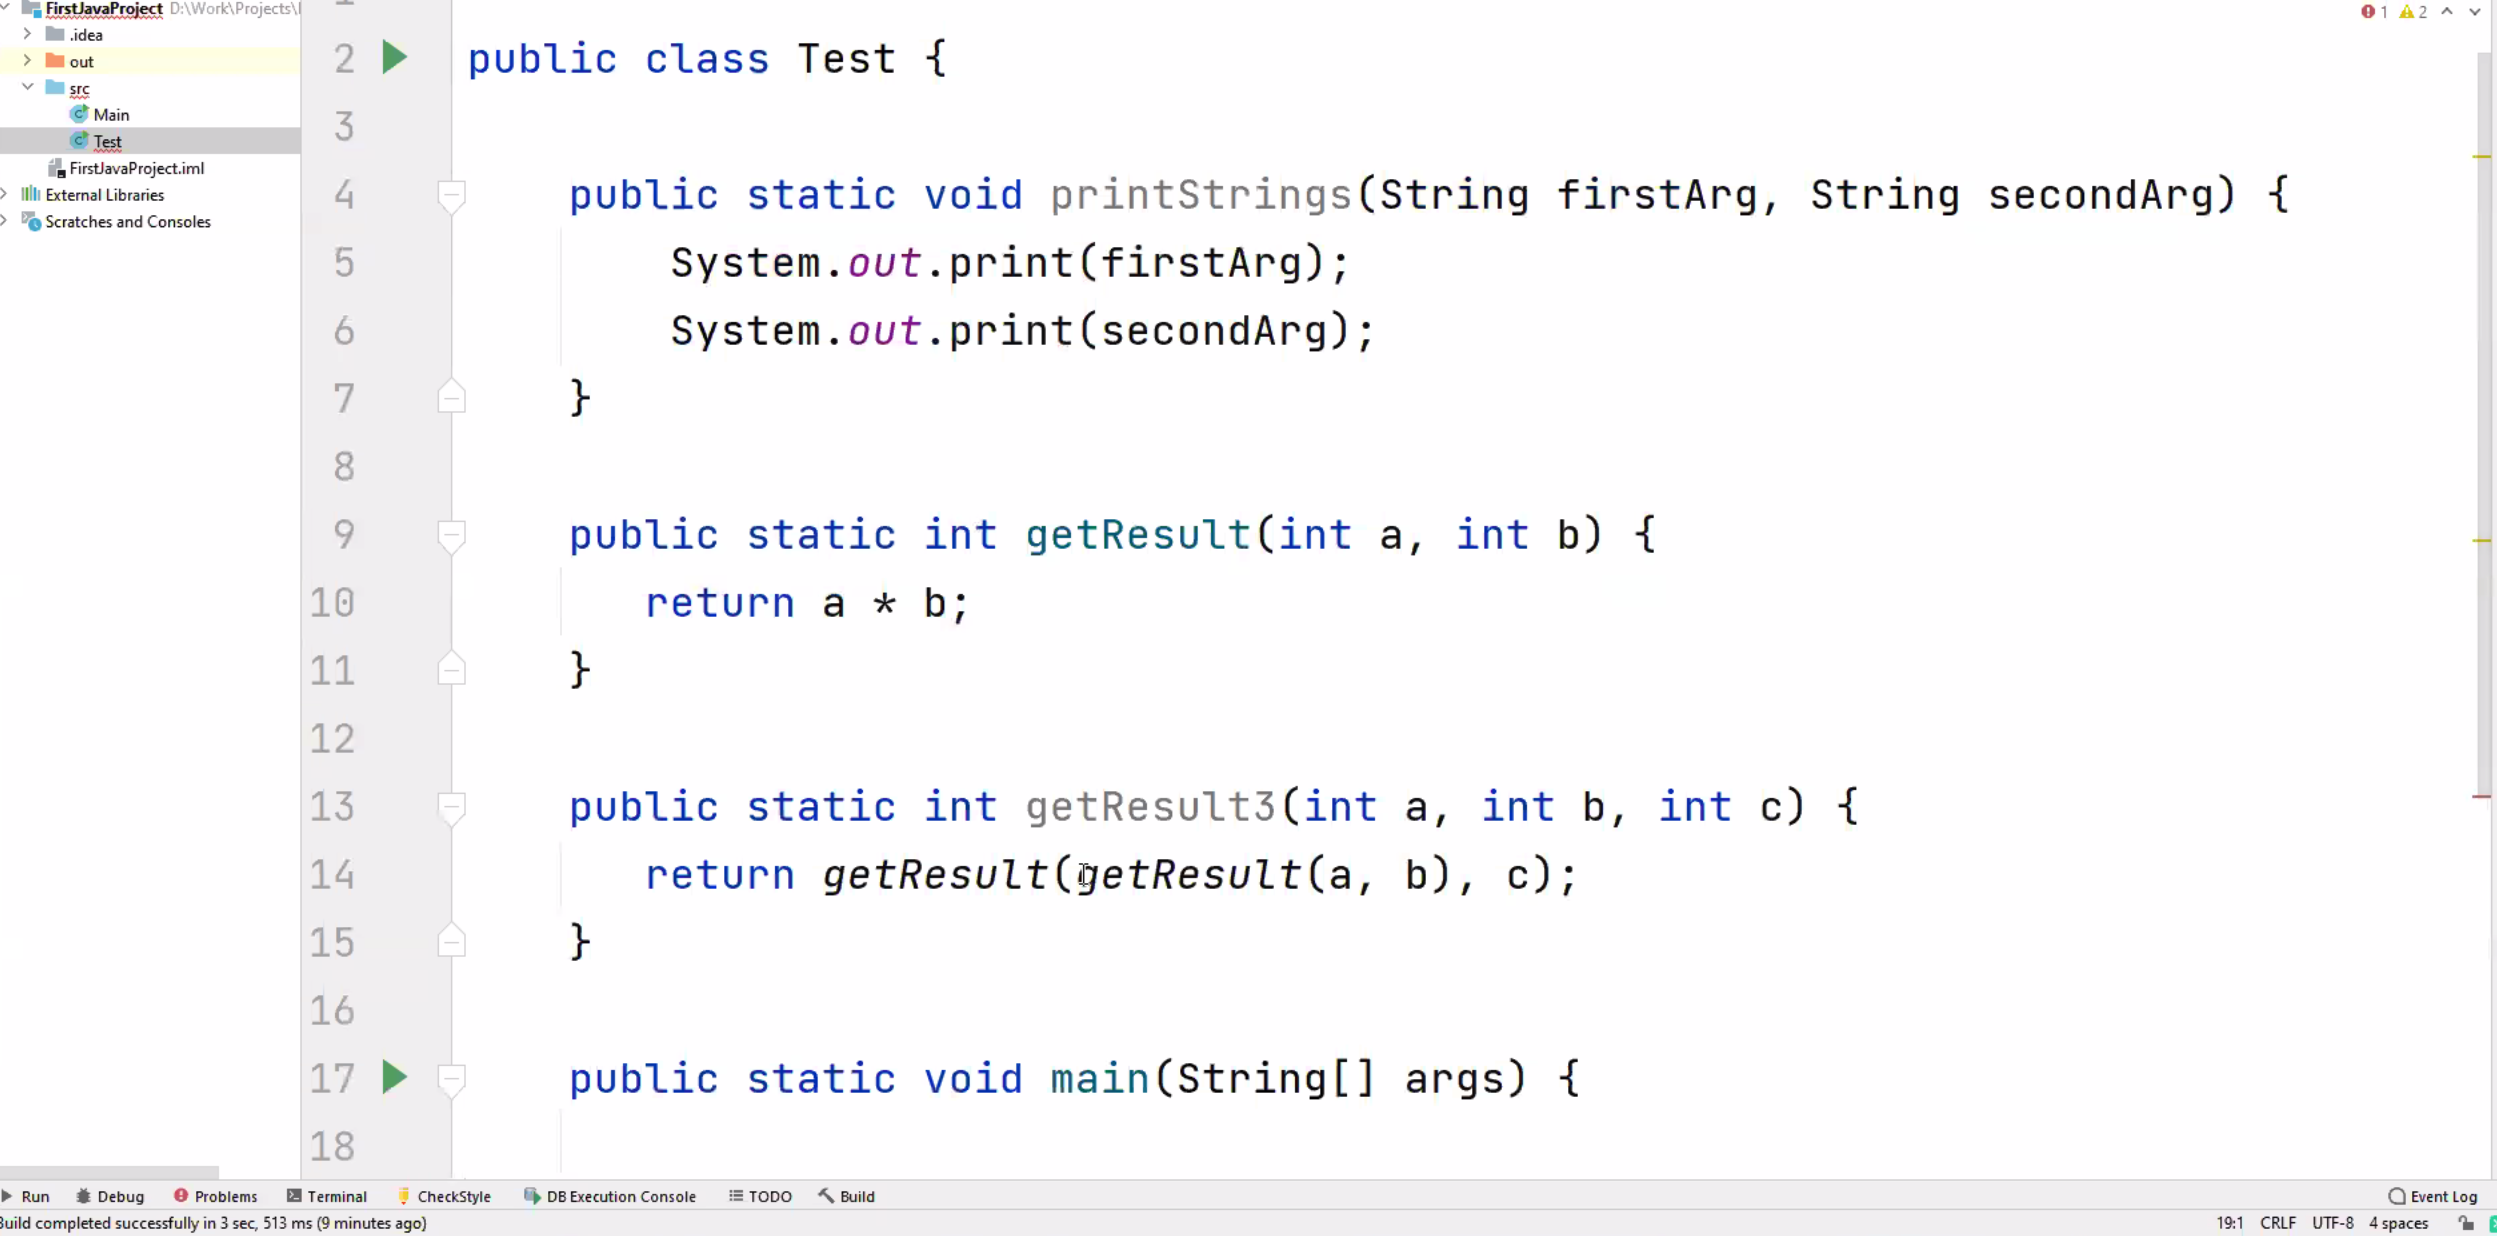 FirstJavaProject D:\Work\Projects\
.idea
out
src
Main
Test
FirstJavaProject.iml
External Libraries
Scratches and Consoles
1 2
1
2 public class Test {
3
4 public static void printStrings(String firstArg, String secondArg) {
5 System.out.print(firstArg);
6 System.out.print(secondArg);
7 }
8
9 public static int getResult(int a, int b) {
10 return a * b;
11 }
12
13 public static int getResult3(int a, int b, int c) {
14 return getResult(getResult(a, b), c);
15 }
16
17 public static void main(String[] args) {
18
Run Debug Problems Terminal CheckStyle DB Execution Console TODO Build Event Log
Build completed successfully in 3 sec, 513 ms (9 minutes ago) 19:1 CRLF UTF-8 4 spaces